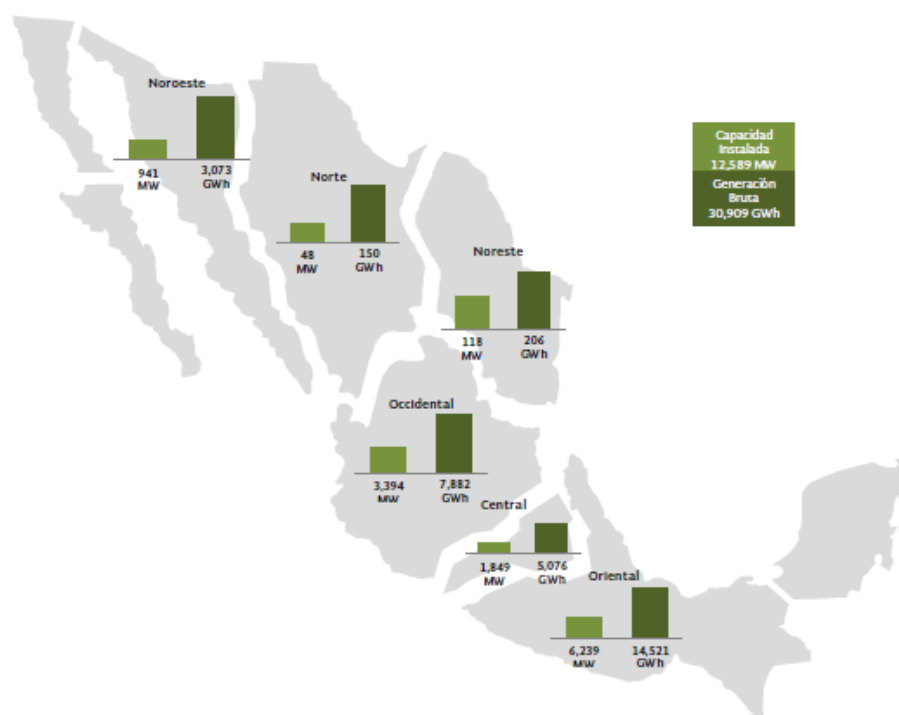 Noroeste
941
MW
3,073
GWh
Capacidad
Instalada
12,589 MW
Generación
Bruta
30,909 GWh
Norte
48
MW
150
GWh
Noreste
118
MW
206
GWh
Occidental
3,394
MW
7,882
GWh
Central
1,849
MW
5,076
GWh
Oriental
6,239
MW
14,521
GWh